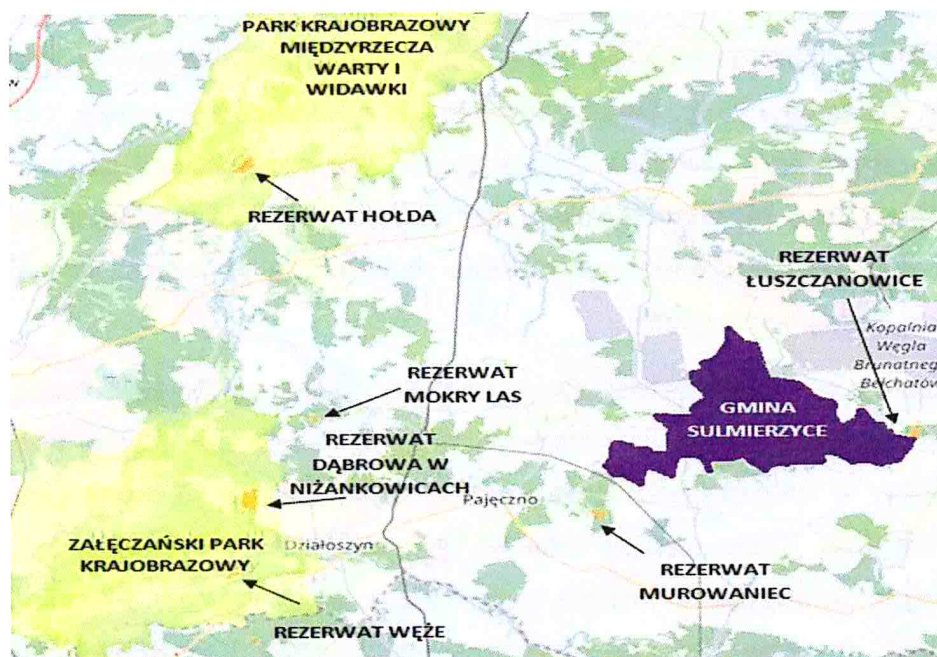 PARK KRAJOBRAZOWY
MIĘDZYRZECZA
WARTY I
WIDAWKI
REZERWAT HOŁDA
REZERWAT
ŁUSZCZANOWICE
Kopalnia
Węgla
Brunatneg
Bełchatów
REZERWAT
MOKRY LAS
GMINA
SULMIERZYCE
REZERWAT
DĄBROWA W
NIŻANKOWICACH
Pajęczno
ZAŁĘCZAŃSKI PARK
KRAJOBRAZOWY
Działoszyn
REZERWAT
MUROWANIEC
REZERWAT WĘŻE